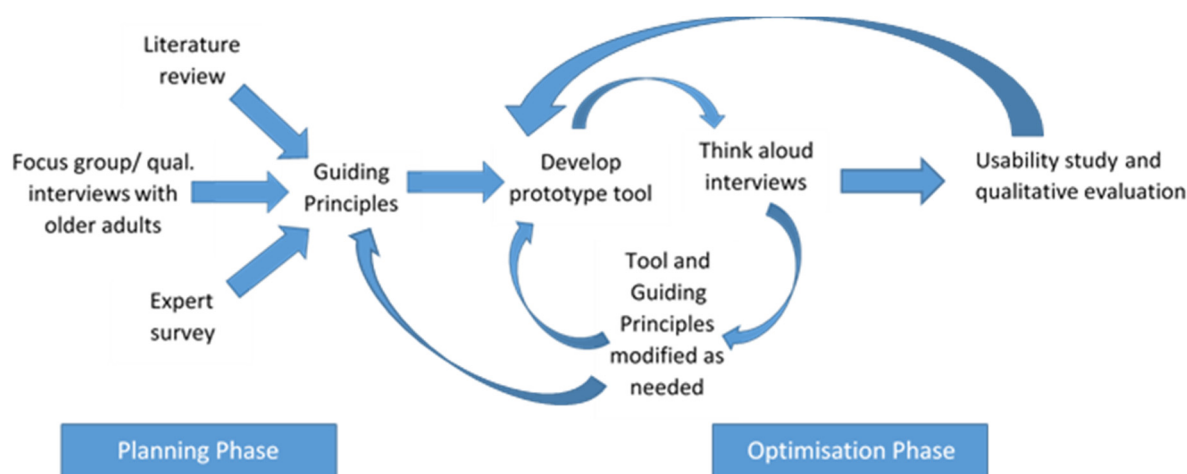 Literature
review
Focus group/ qual.
interviews with
older adults
Expert
survey
Guiding
Principles
Develop
prototype tool
Think aloud
interviews
Tool and
Guiding
Principles
modified as
needed
Usability study and
qualitative evaluation
Planning Phase
Optimisation Phase